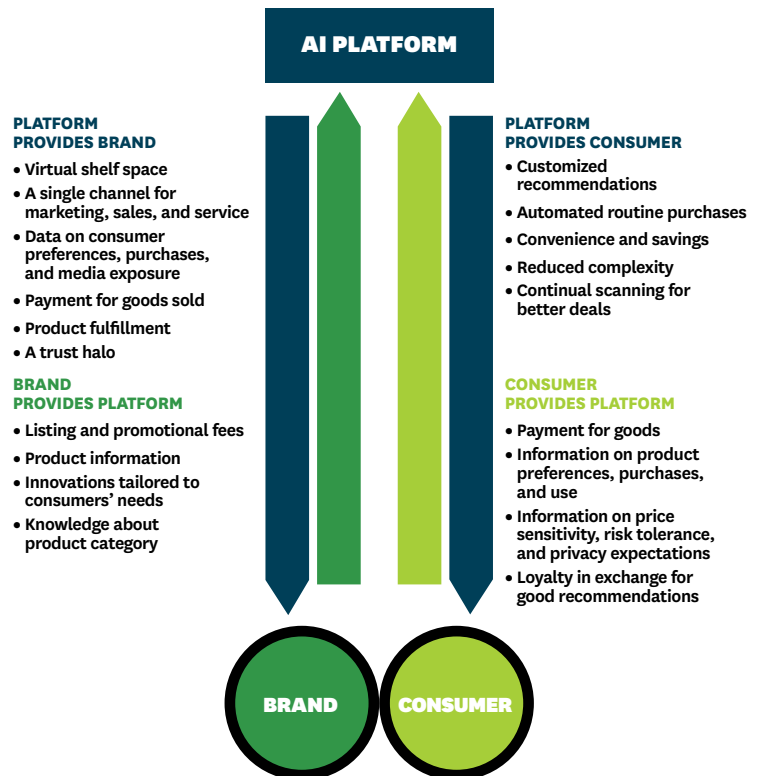 AI PLATFORM
PLATFORM
PROVIDES BRAND
• Virtual shelf space
• A single channel for
marketing, sales, and service
• Data on consumer
preferences, purchases,
and media exposure
• Payment for goods sold
• Product fulfillment
• A trust halo
BRAND
PROVIDES PLATFORM
• Listing and promotional fees
• Product information
• Innovations tailored to
consumers’ needs
• Knowledge about
product category
PLATFORM
PROVIDES CONSUMER
• Customized
recommendations
• Automated routine purchases
• Convenience and savings
• Reduced complexity
• Continual scanning for
better deals
CONSUMER
PROVIDES PLATFORM
• Payment for goods
• Information on product
preferences, purchases,
and use
• Information on price
sensitivity, risk tolerance,
and privacy expectations
• Loyalty in exchange for
good recommendations
BRAND
CONSUMER